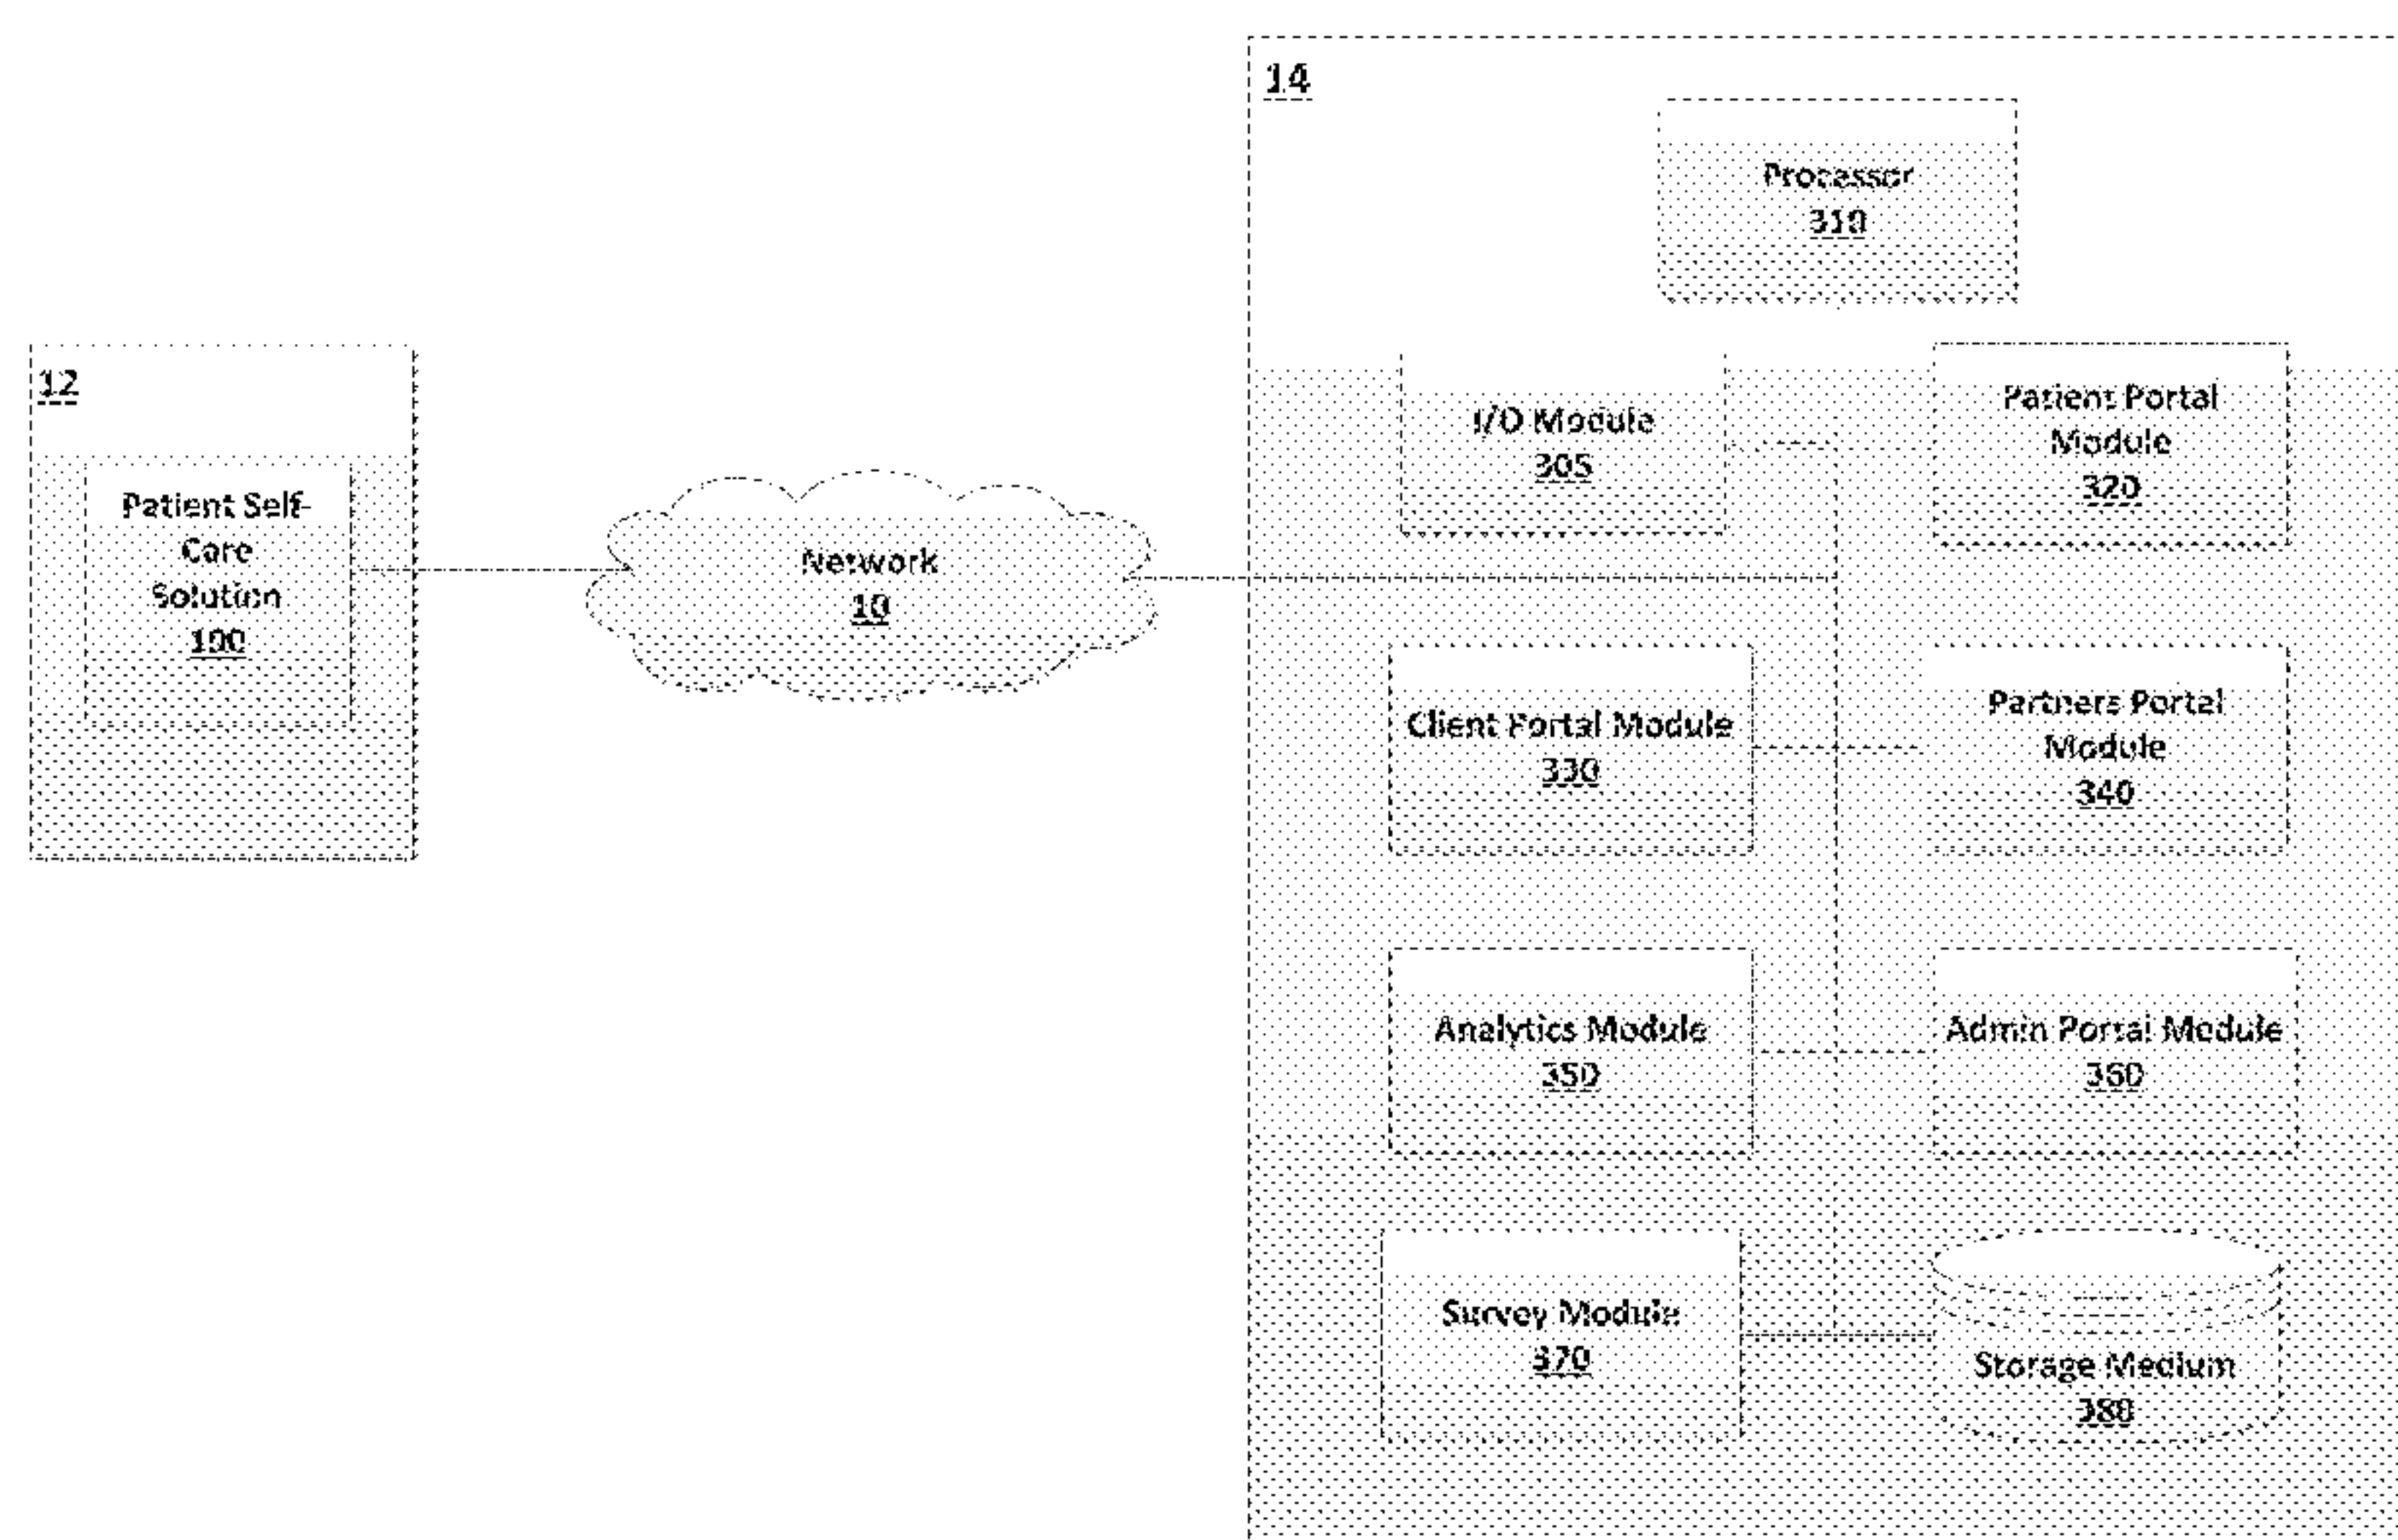 14
Processor
310
12
I/O Module
305
Patient Portal
Module
320
Patient Self-
Care
Solution
100
Network
10
Client Portal Module
330
Partners Portal
Module
340
Analytics Module
350
Admin Portal Module
360
Survey Module
370
Storage Medium
380